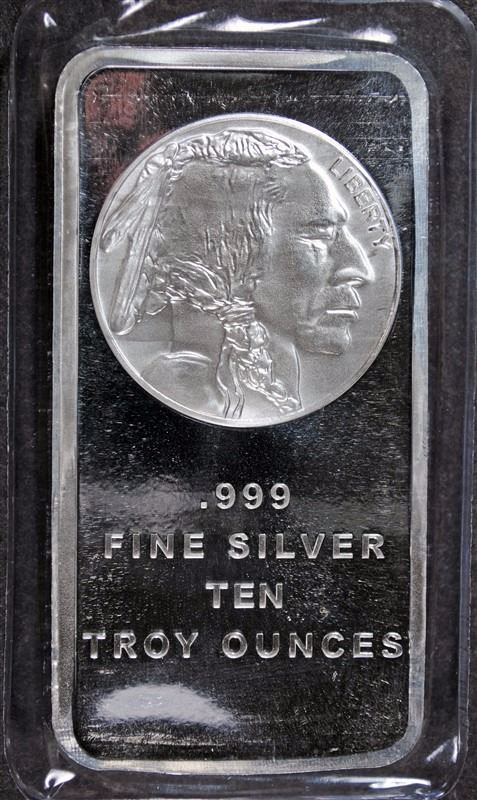 LIBERTY
.999
FINE SILVER
TEN
TROY OUNCES